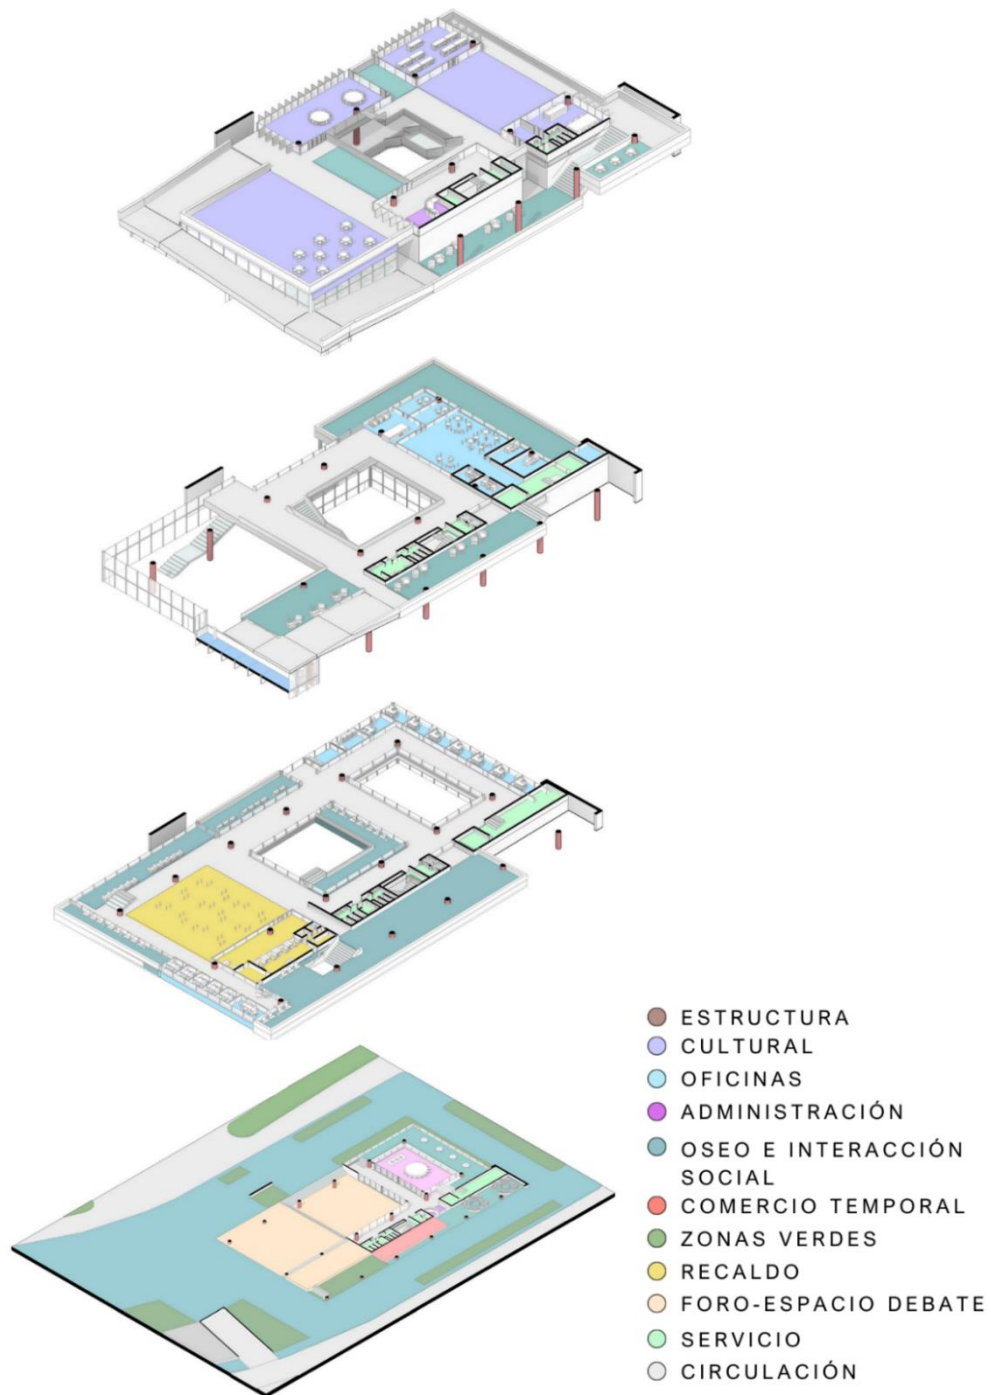 ESTRUCTURA
CULTURAL
OFICINAS
ADMINISTRACIÓN
OSEO E INTERACCIÓN
SOCIAL
COMERCIO TEMPORAL
ZONAS VERDES
RECALDO
FORO-ESPACIO DEBATE
SERVICIO
CIRCULACIÓN